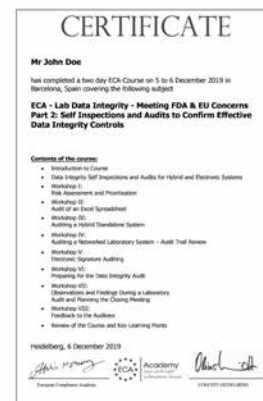 CERTIFICATE
Mr John Doe
has completed a two day ECA-Course on 5 to 6 December 2019 in
Barcelona, Spain covering the following subject
ECA - Lab Data Integrity - Meeting FDA & EU Concerns
Part 2: Self Inspections and Audits to Confirm Effective
Data Integrity Controls
Contents of the course:
• Introduction to Course
• Data Integrity Self Inspections and Audits for Hybrid and Electronic Systems
• Workshop I:
Risk Assessment and Prioritisation
• Workshop II:
Audit of an Excel Spreadsheet
• Workshop III:
Auditing a Hybrid Standalone System
• Workshop IV:
Auditing a Networked Laboratory System – Audit Trail Review
• Workshop V:
Electronic Signature Auditing
• Workshop VI:
Preparing for the Data Integrity Audit
• Workshop VII:
Observations and Findings During a Laboratory
Audit and Planning the Closing Meeting
• Workshop VIII:
Feedback to the Auditees
• Review of the Course and Key Learning Points
Heidelberg, 6 December 2019
ECA
Academy
European Compliance Academy
CONCEPT HEIDELBERG